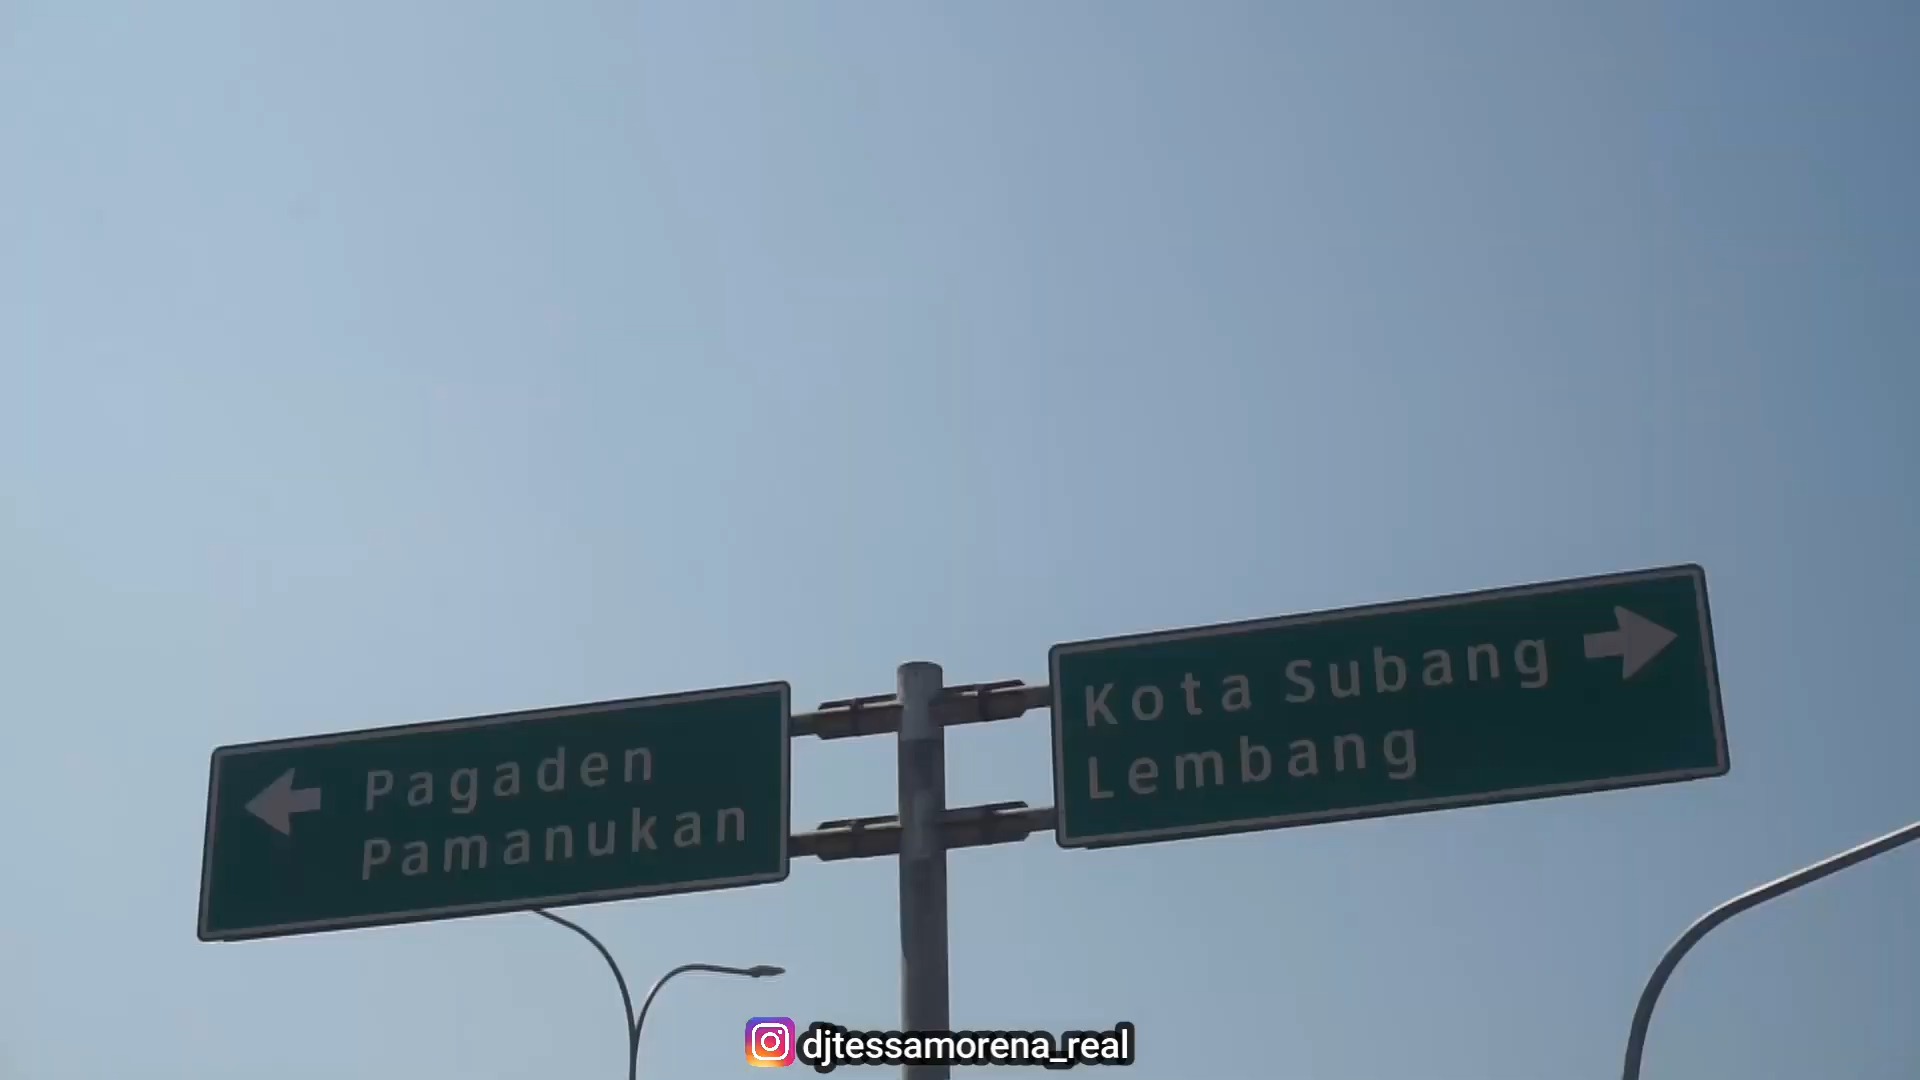 Pagaden
Pamanukan
Kota Subang
Lembang
djtessamorena_real